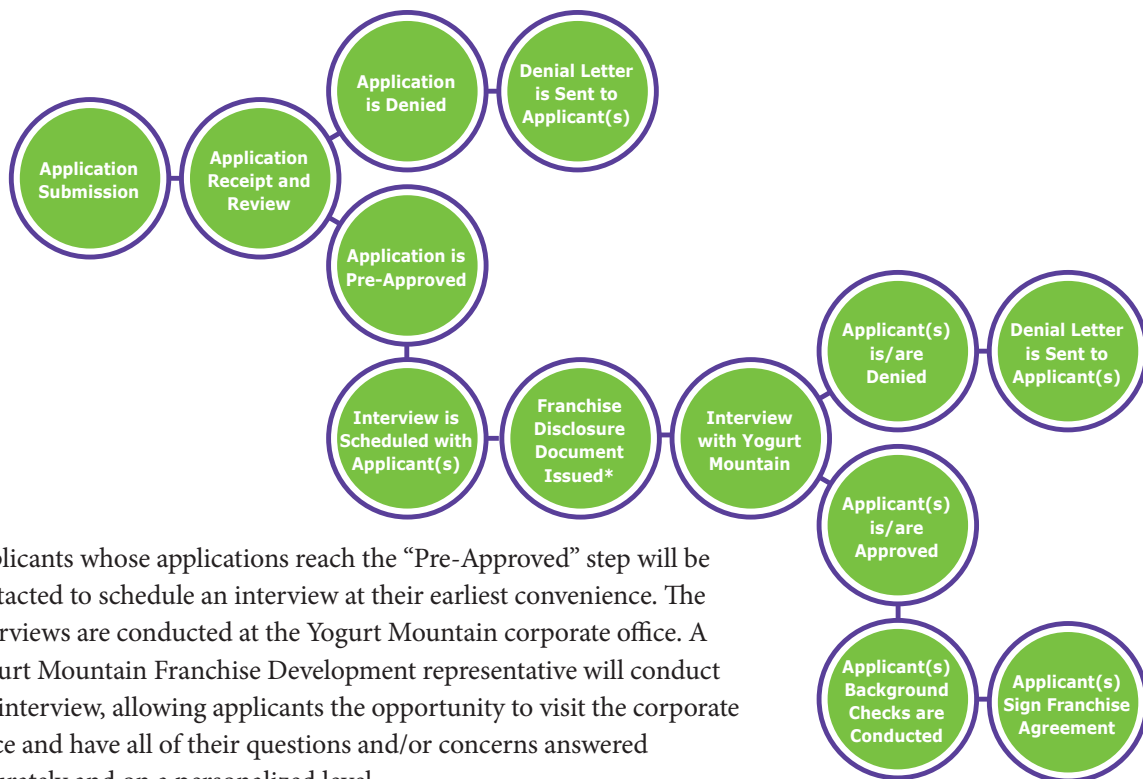 Application
Submission
Application
Receipt and
Review
Application
is Denied
Denial Letter
is Sent to
Applicant(s)
Application is
Pre-Approved
Interview is
Scheduled with
Applicant(s)
Franchise
Disclosure
Document
Issued*
Interview
with Yogurt
Mountain
Applicant(s)
is/are
Denied
Denial Letter
is Sent to
Applicant(s)
Applicant(s)
is/are
Approved
Applicant(s)
Background
Checks are
Conducted
Applicant(s)
Sign Franchise
Agreement
plicants whose applications reach the “Pre-Approved” step will be
tacted to schedule an interview at their earliest convenience. The
erviews are conducted at the Yogurt Mountain corporate office. A
urt Mountain Franchise Development representative will conduct
interview, allowing applicants the opportunity to visit the corporate
ce and have all of their questions and/or concerns answered
and on a personalized level